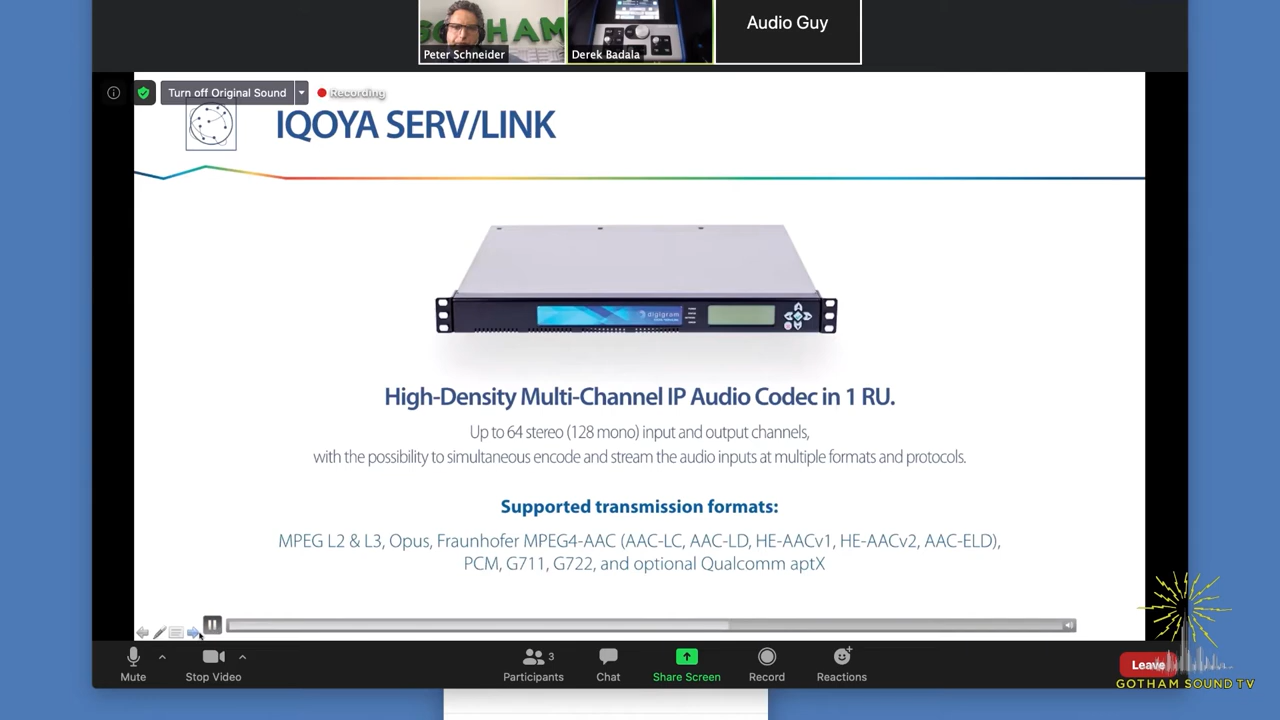 GOTHAM
Peter Schneider
Derek Badala
Audio Guy
Turn off Original Sound
Recording
IQOYA SERV/LINK
digigram
High-Density Multi-Channel IP Audio Codec in 1 RU.
Up to 64 stereo (128 mono) input and output channels,
with the possibility to simultaneous encode and stream the audio inputs at multiple formats and protocols.
Supported transmission formats:
MPEG L2 & L3, Opus, Fraunhofer MPEG4-AAC (AAC-LC, AAC-LD, HE-AACv1, HE-AACv2, AAC-ELD),
PCM, G711, G722, and optional Qualcomm aptX
Mute
Stop Video
3
Participants
Chat
Share Screen
Record
Reactions
Leave
GOTHAM SOUND TV